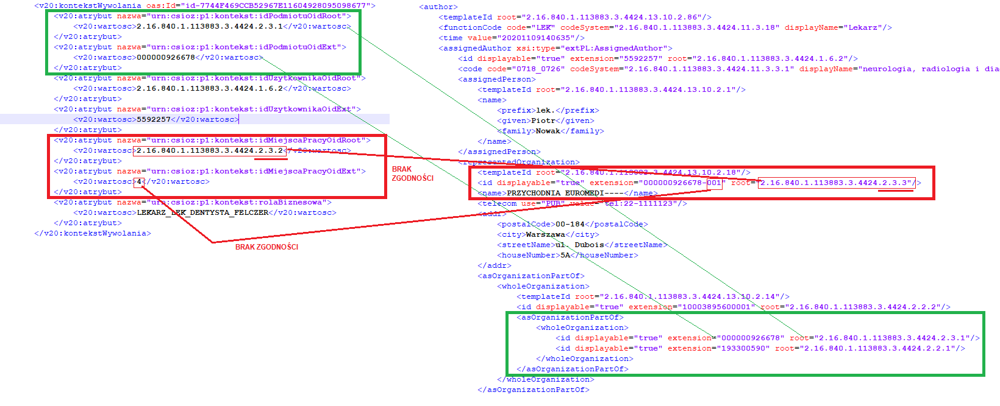 <v20:kontekstWywolania oas:Id="id-7744F469CCB52967E11604928095098677">
<v20:atrybut nazwa="urn:csioz:p1:kontekst:idPodmiotuOidRoot">
<v20:wartosc>2.16.840.1.113883.3.4424.2.3.1</v20:wartosc>
</v20:atrybut>
<v20:atrybut nazwa="urn:csioz:p1:kontekst:idPodmiotuOidExt">
<v20:wartosc>000000926678</v20:wartosc>
</v20:atrybut>
<v20:atrybut nazwa="urn:csioz:p1:kontekst:idUzytkownikaOidRoot">
<v20:wartosc>2.16.840.1.113883.3.4424.1.6.2</v20:wartosc>
</v20:atrybut>
<v20:atrybut nazwa="urn:csioz:p1:kontekst:idUzytkownikaOidExt">
<v20:wartosc>5592257</v20:wartosc>
</v20:atrybut>
<v20:atrybut nazwa="urn:csioz:p1:kontekst:idMiejscaPracyOidRoot">
<v20:wartosc>2.16.840.1.113883.3.4424.2.3.2</v20:wartosc>
</v20:atrybut>
<v20:atrybut nazwa="urn:csioz:p1:kontekst:idMiejscaPracyOidExt">
<v20:wartosc>4</v20:wartosc>
</v20:atrybut>
<v20:atrybut nazwa="urn:csioz:p1:kontekst:rolaBiznesowa">
<v20:wartosc>LEKARZ_LEK_DENTYSTA_FELCZER</v20:wartosc>
</v20:atrybut>
</v20:kontekstWywolania>
BRAK ZGODNOŚCI
BRAK
ZGODNOŚCI
<author>
<templateId root="2.16.840.1.113883.3.4424.13.10.2.86"/>
<functionCode code="LEK" codeSystem="2.16.840.1.113883.3.4424.11.3.18" displayName="Lekarz"/>
<time value="20201109140635"/>
<assignedAuthor xsi:type="extPL:AssignedAuthor">
<id displayable="true" extension="5592257" root="2.16.840.1.113883.3.4424.1.6.2"/>
<code code="0718_0726" codeSystem="2.16.840.1.113883.3.4424.11.3.3.1" displayName="neurologia, radiologia i dia
<assignedPerson>
<templateId root="2.16.840.1.113883.3.4424.13.10.2.1"/>
<name>
<prefix>lek.</prefix>
<given>Piotr</given>
<family>Nowak</family>
</name>
</assignedPerson>
<representedOrganization>
<templateId root="2.16.840.1.113883.3.4424.13.10.2.18"/>
<id displayable="true" extension="000000926678-001" root="2.16.840.1.113883.3.4424.2.3.3"/>
<name>PRZYCHODNIA EUROMEDI----</name>
<telecom use="PUB" value="tel:22-1111123"/>
<addr>
<postalCode>00-184</postalCode>
<city>Warszawa</city>
<streetName>ul. Dubois</streetName>
<houseNumber>5A</houseNumber>
</addr>
<asOrganizationPartOf>
<wholeOrganization>
<templateId root="2.16.840.1.113883.3.4424.13.10.2.14"/>
<id displayable="true" extension="10003895600001" root="2.16.840.1.113883.3.4424.2.2.2"/>
<asOrganizationPartOf>
<wholeOrganization>
<id displayable="true" extension="000000926678" root="2.16.840.1.113883.3.4424.2.3.1"/>
<id displayable="true" extension="193300590" root="2.16.840.1.113883.3.4424.2.2.1"/>
</wholeOrganization>
</asOrganizationPartOf>
</wholeOrganization>
</asOrganizationPartOf>